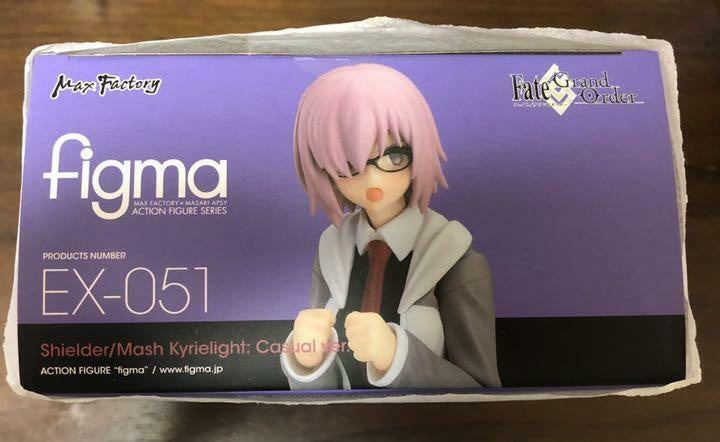 Max Factory
Fate Grand Order
figma
MAX FACTORY × MASAKI APSY
ACTION FIGURE SERIES
PRODUCTS NUMBER
EX-051
Shielder/Mash Kyrielight: Casual ver.
ACTION FIGURE "figma" / www.figma.jp